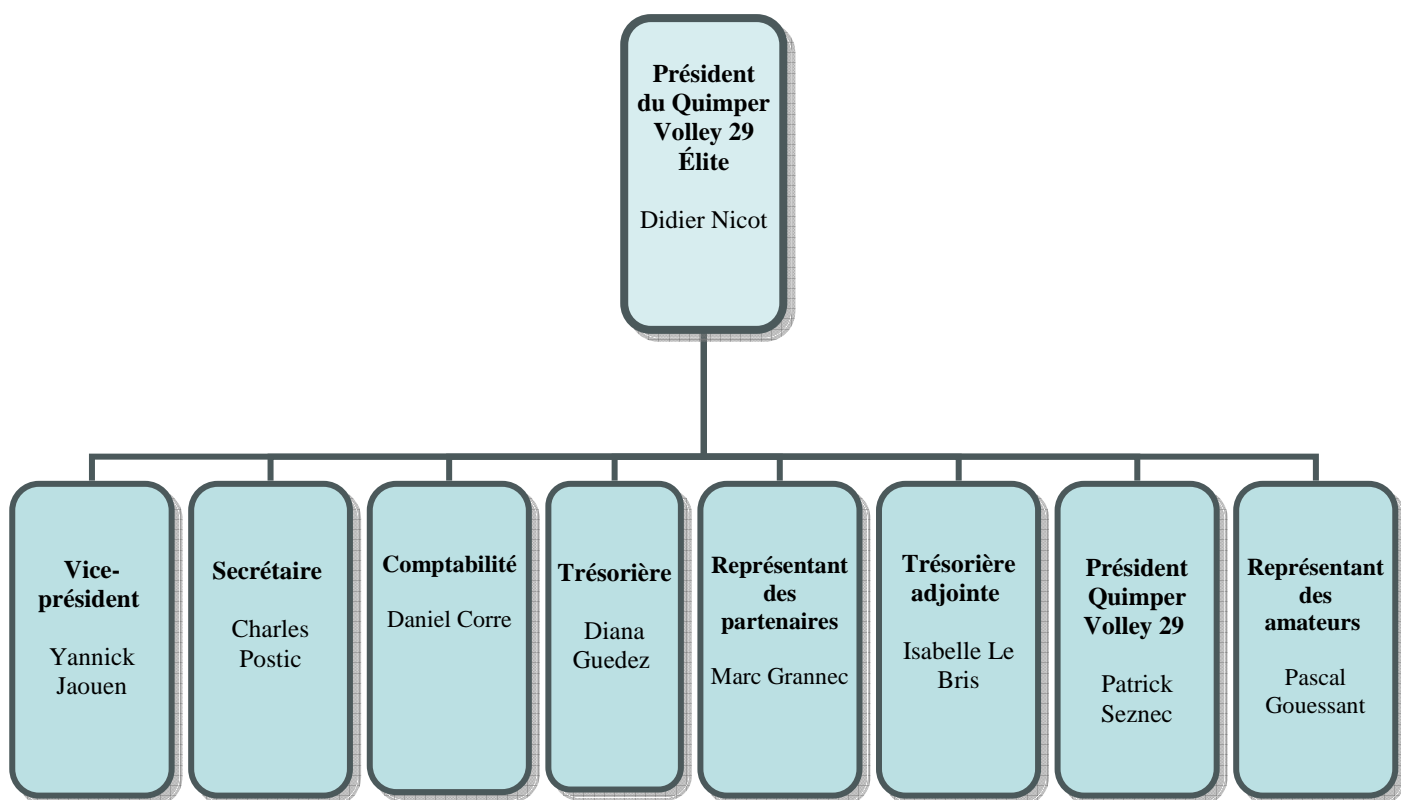 Président
du Quimper
Volley 29
Élite
Didier Nicot
Vice-
président
Yannick
Jaouen
Secrétaire
Charles
Postic
Comptabilité
Daniel Corre
Trésorière
Diana
Guedez
Représentant
des
partenaires
Marc Grannec
Trésorière
adjointe
Isabelle Le
Bris
Président
Quimper
Volley 29
Patrick
Seznec
Représentant
des
amateurs
Pascal
Gouessant